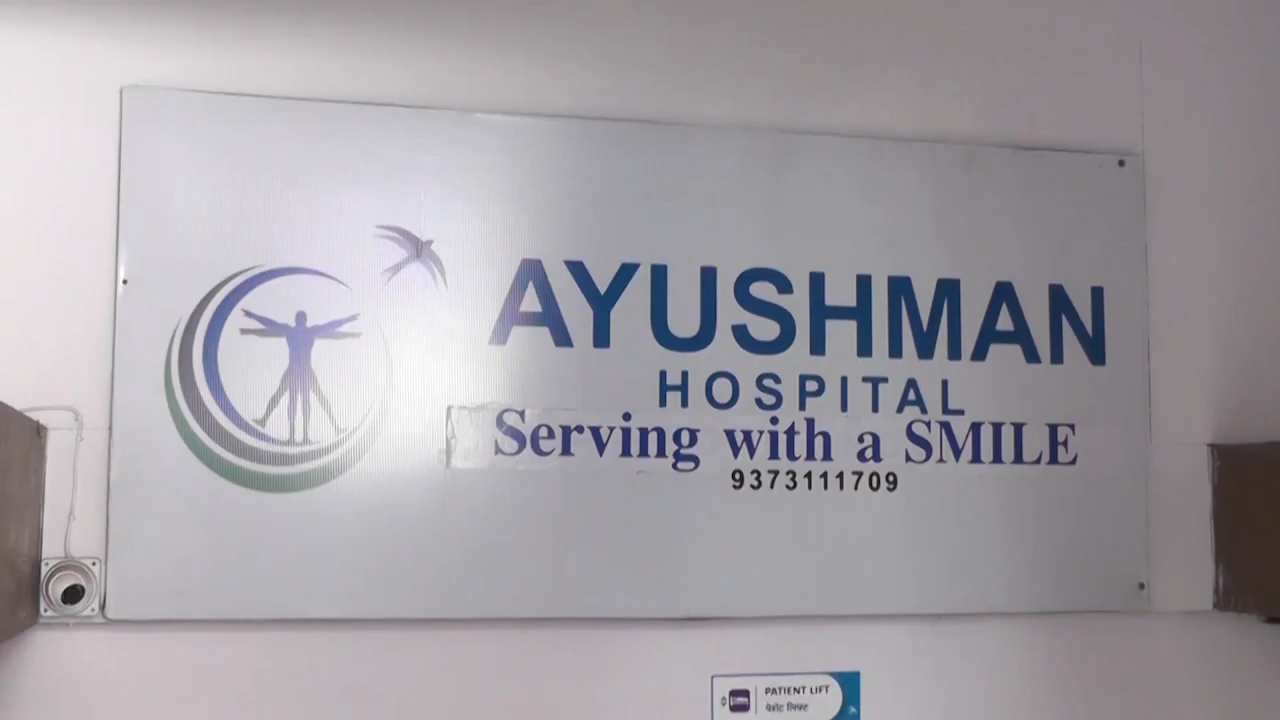 AYUSHMAN
HOSPITAL
Serving with a SMILE
9373111709
PATIENT LIFT
पेशंट लिफ्ट